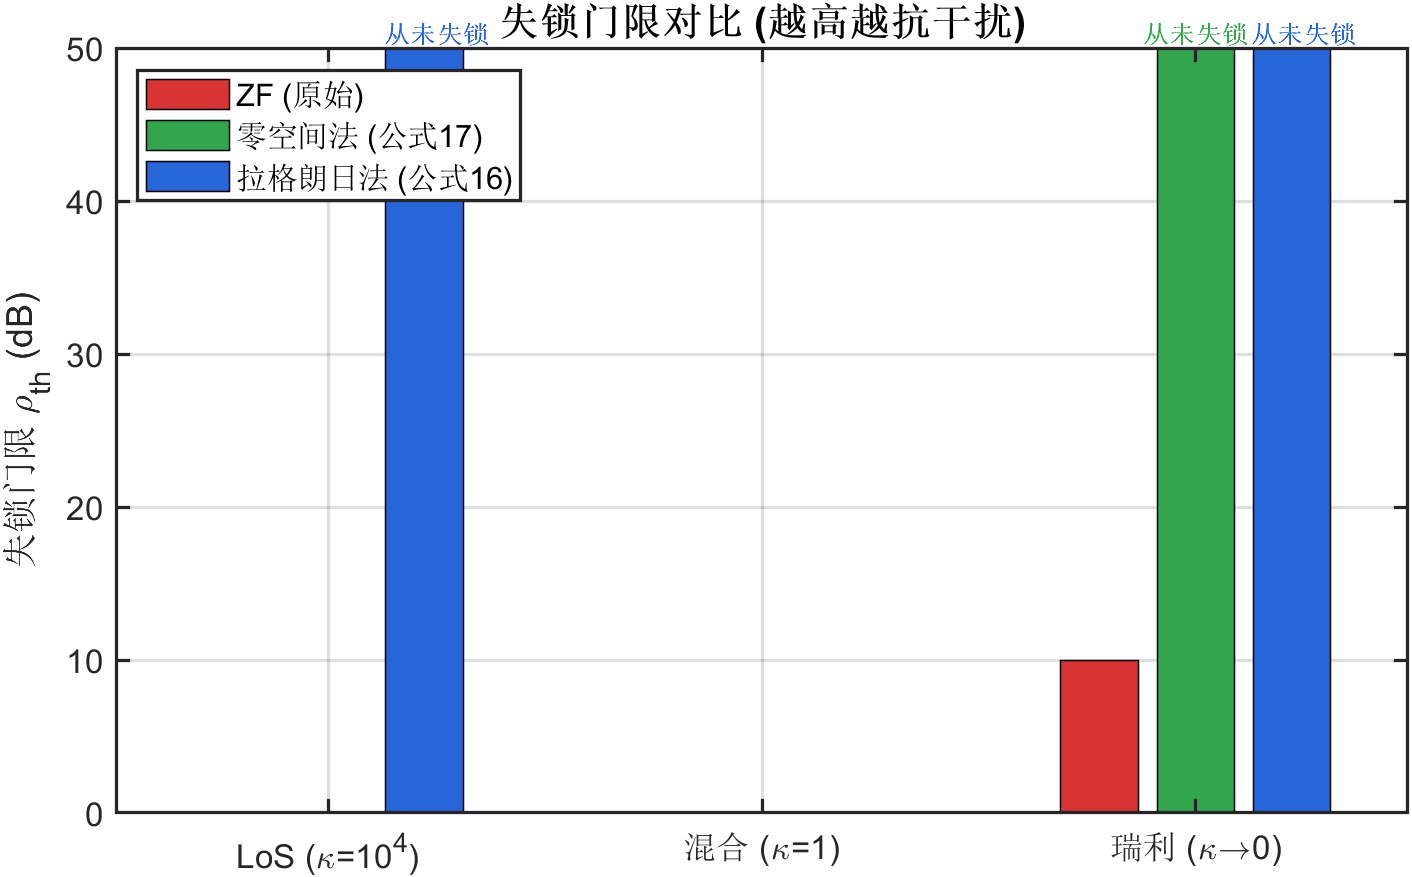 失锁门限对比 (越高越抗干扰)
从未失锁
从未失锁
从未失锁
ZF (原始)
零空间法 (公式17)
拉格朗日法 (公式16)
失锁门限 ρth (dB)
50
40
30
20
10
0
LoS (κ=10⁴)
混合 (κ=1)
瑞利 (κ→0)